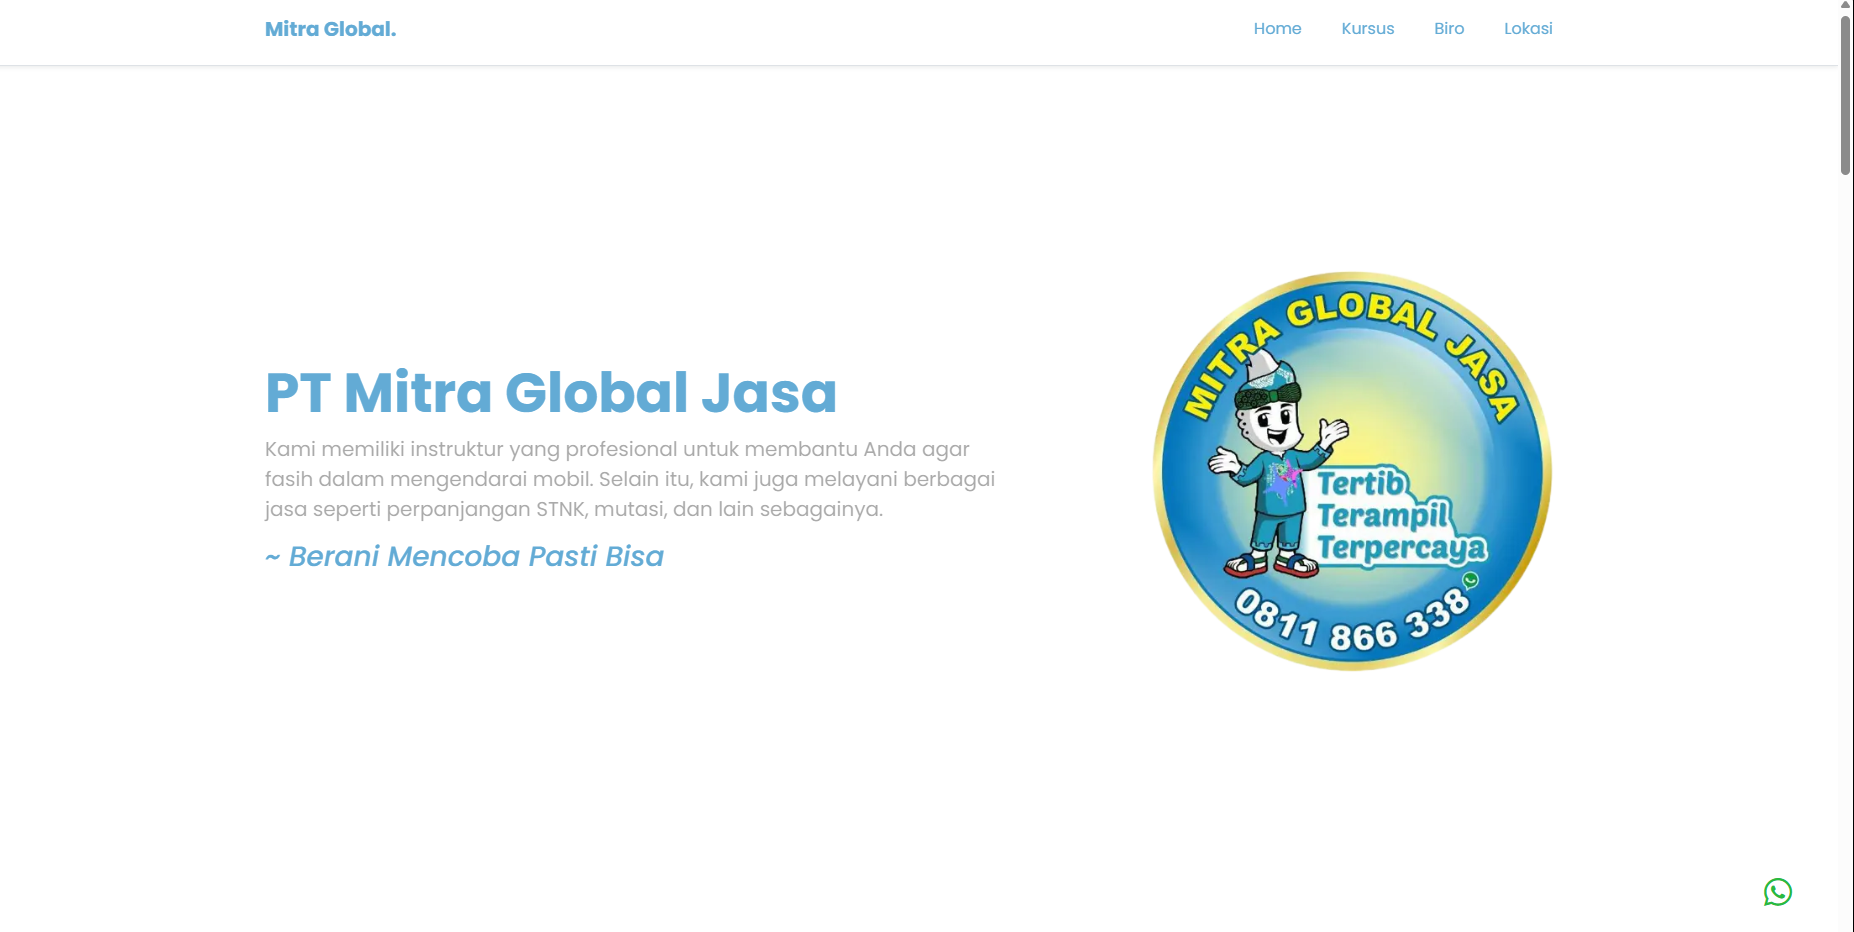 Mitra Global.
Home
Kursus
Biro
Lokasi
PT Mitra Global Jasa
Kami memiliki instruktur yang profesional untuk membantu Anda agar
fasih dalam mengendarai mobil. Selain itu, kami juga melayani berbagai
jasa seperti perpanjangan STNK, mutasi, dan lain sebagainya.
~ Berani Mencoba Pasti Bisa
MITRA GLOBAL JASA
Tertib
Terampil
Terpercaya
0811 866 338